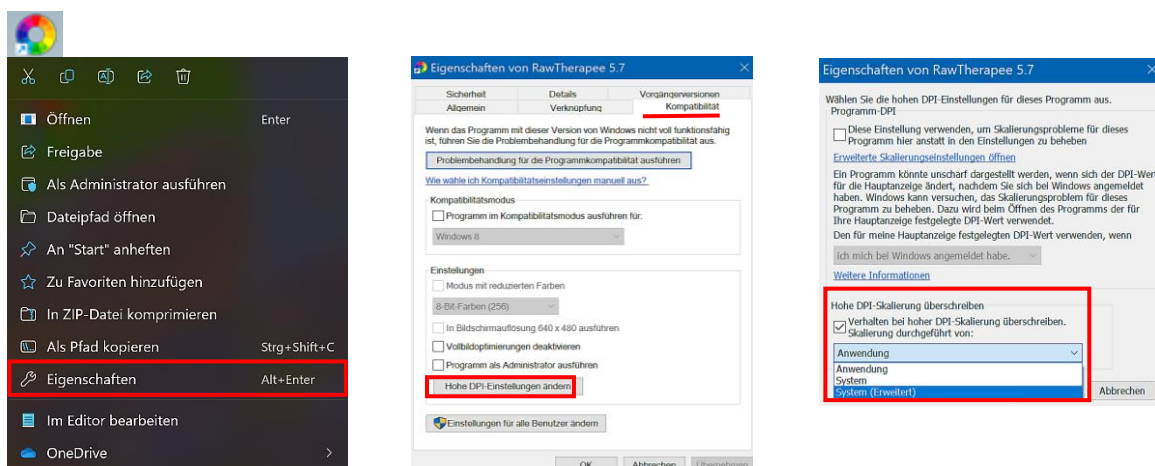 Öffnen Enter
Freigabe
Als Administrator ausführen
Dateipfad öffnen
An "Start" anheften
Zu Favoriten hinzufügen
In ZIP-Datei komprimieren
Als Pfad kopieren Strg+Shift+C
Eigenschaften Alt+Enter
Im Editor bearbeiten
OneDrive
Eigenschaften von RawTherapee 5.7
Sicherheit Details Vorgängerversionen
Allgemein Verknüpfung Kompatibilität
Wenn das Programm mit dieser Version von Windows nicht voll funktionsfähig
ist, führen Sie die Problembehandlung für die Programmkompatibilität aus.
Problembehandlung für die Programmkompatibilität ausführen
Wie wähle ich Kompatibilitätseinstellungen manuell aus?
Kompatibilitätsmodus
Programm im Kompatibilitätsmodus ausführen für:
Windows 8
Einstellungen
Modus mit reduzierten Farben
8-Bit-Farben (256)
In Bildschirmauflösung 640 x 480 ausführen
Vollbildoptimierungen deaktivieren
Programm als Administrator ausführen
Hohe DPI-Einstellungen ändern
Einstellungen für alle Benutzer ändern
OK Abbrechen Übernehmen
Eigenschaften von RawTherapee 5.7
Wählen Sie die hohen DPI-Einstellungen für dieses Programm aus.
Programm-DPI
Diese Einstellung verwenden, um Skalierungsprobleme für dieses
Programm hier anstatt in den Einstellungen zu beheben
Erweiterte Skalierungseinstellungen öffnen
Ein Programm könnte unscharf dargestellt werden, wenn sich der DPI-Wert
für die Hauptanzeige ändert, nachdem Sie sich bei Windows angemeldet
haben. Windows kann versuchen, das Skalierungsproblem für dieses
Programm zu beheben. Dazu wird beim Öffnen des Programms der für
Ihre Hauptanzeige festgelegte DPI-Wert verwendet.
Den für meine Hauptanzeige festgelegten DPI-Wert verwenden, wenn
Ich mich bei Windows angemeldet habe.
Weitere Informationen
Hohe DPI-Skalierung überschreiben
Verhalten bei hoher DPI-Skalierung überschreiben.
Skalierung durchgeführt von:
Anwendung
Anwendung
System
System (Erweitert)
Abbrechen